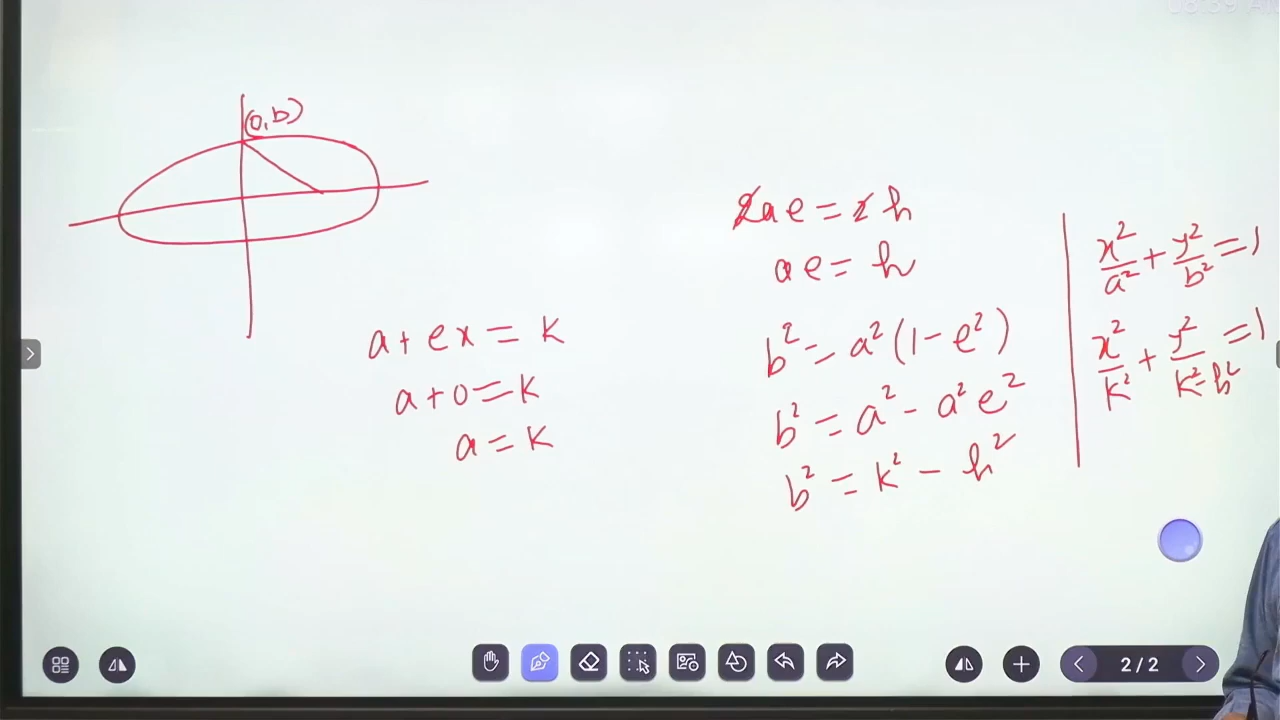 (0,b)
a + ex = k
a + 0 = k
a = k
2ae = 2h
ae = h
b² = a²(1 - e²)
b² = a² - a²e²
b² = k² - h²
x²/a² + y²/b² = 1
x²/k² + y²/k²-h² = 1
2/2